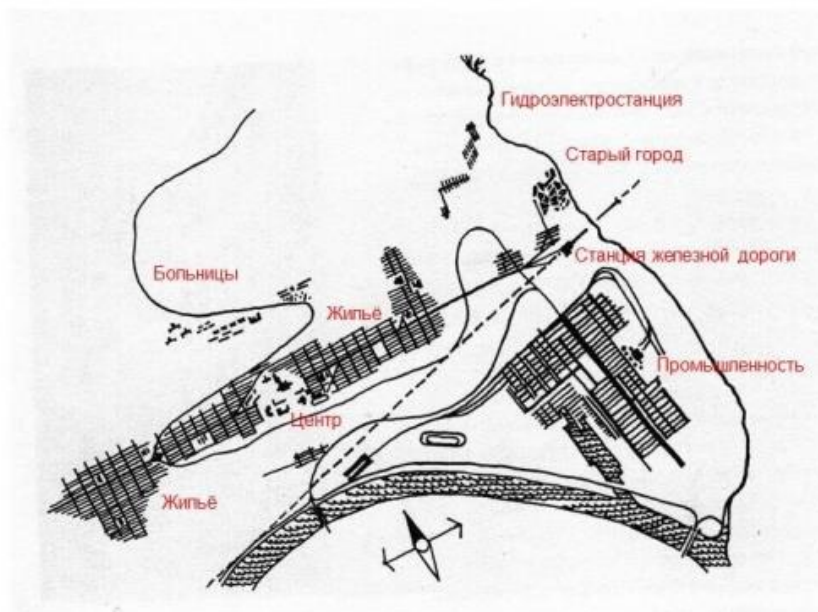 Гидроэлектростанция
Старый город
Станция железной дороги
Больницы
Жильё
Промышленность
Центр
Жильё